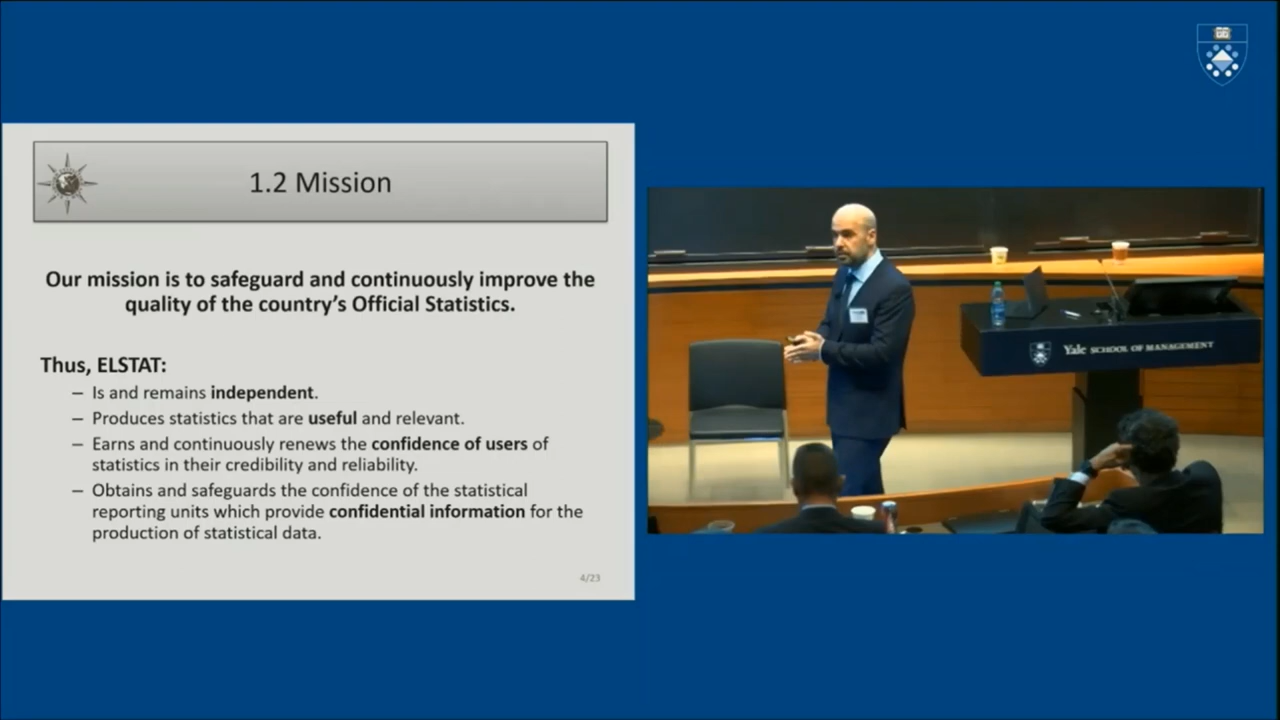 1.2 Mission
Our mission is to safeguard and continuously improve the
quality of the country's Official Statistics.
Thus, ELSTAT:
– Is and remains independent.
– Produces statistics that are useful and relevant.
– Earns and continuously renews the confidence of users of
statistics in their credibility and reliability.
– Obtains and safeguards the confidence of the statistical
reporting units which provide confidential information for the
production of statistical data.
4/23
Yale SCHOOL OF MANAGEMENT